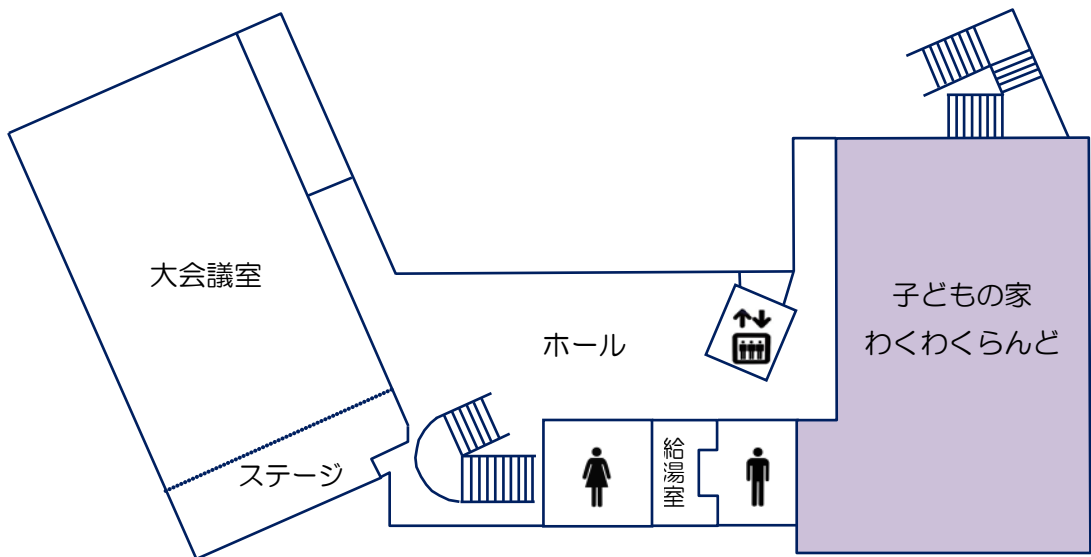 大会議室
ステージ
ホール
給湯室
子どもの家
わくわくらんど